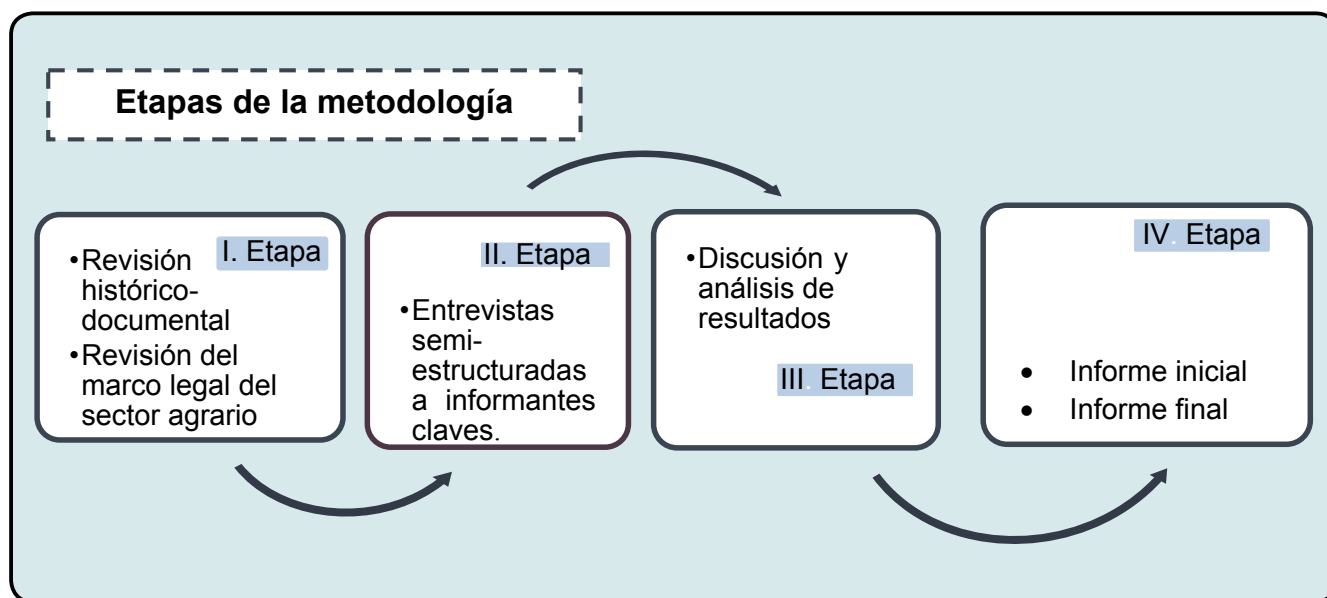 Etapas de la metodología
I. Etapa
•Revisión
histórico-
documental
•Revisión del
marco legal del
sector agrario
II. Etapa
•Entrevistas
semi-
estructuradas
a informantes
claves.
•Discusión y
análisis de
resultados
III. Etapa
IV. Etapa
• Informe inicial
• Informe final